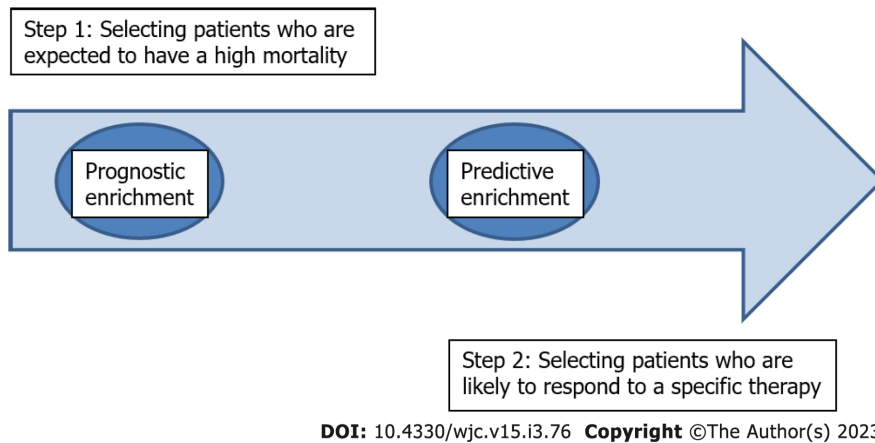 Step 1: Selecting patients who are
expected to have a high mortality
Prognostic
enrichment
Predictive
enrichment
Step 2: Selecting patients who are
likely to respond to a specific therapy
DOI: 10.4330/wjc.v15.i3.76 Copyright ©The Author(s) 2023